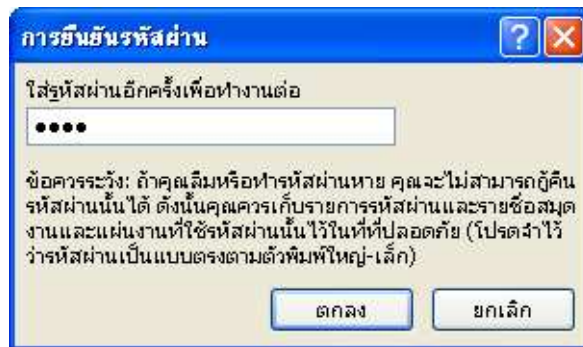 การยืนยันรหัสผ่าน
ใส่รหัสผ่านอีกครั้งเพื่อทำงานต่อ
ข้อควรระวัง: ถ้าคุณลืมหรือทำรหัสผ่านหาย คุณจะไม่สามารถกู้คืน
รหัสผ่านนั้นได้ ดังนั้นคุณควรเก็บรายการรหัสผ่านและรายชื่อสมุด
งานและแผ่นงานที่ใช้รหัสผ่านนั้นไว้ในที่ที่ปลอดภัย (โปรดจำไว้
ว่ารหัสผ่านเป็นแบบตรงตามตัวพิมพ์ใหญ่-เล็ก)
ตกลง ยกเลิก